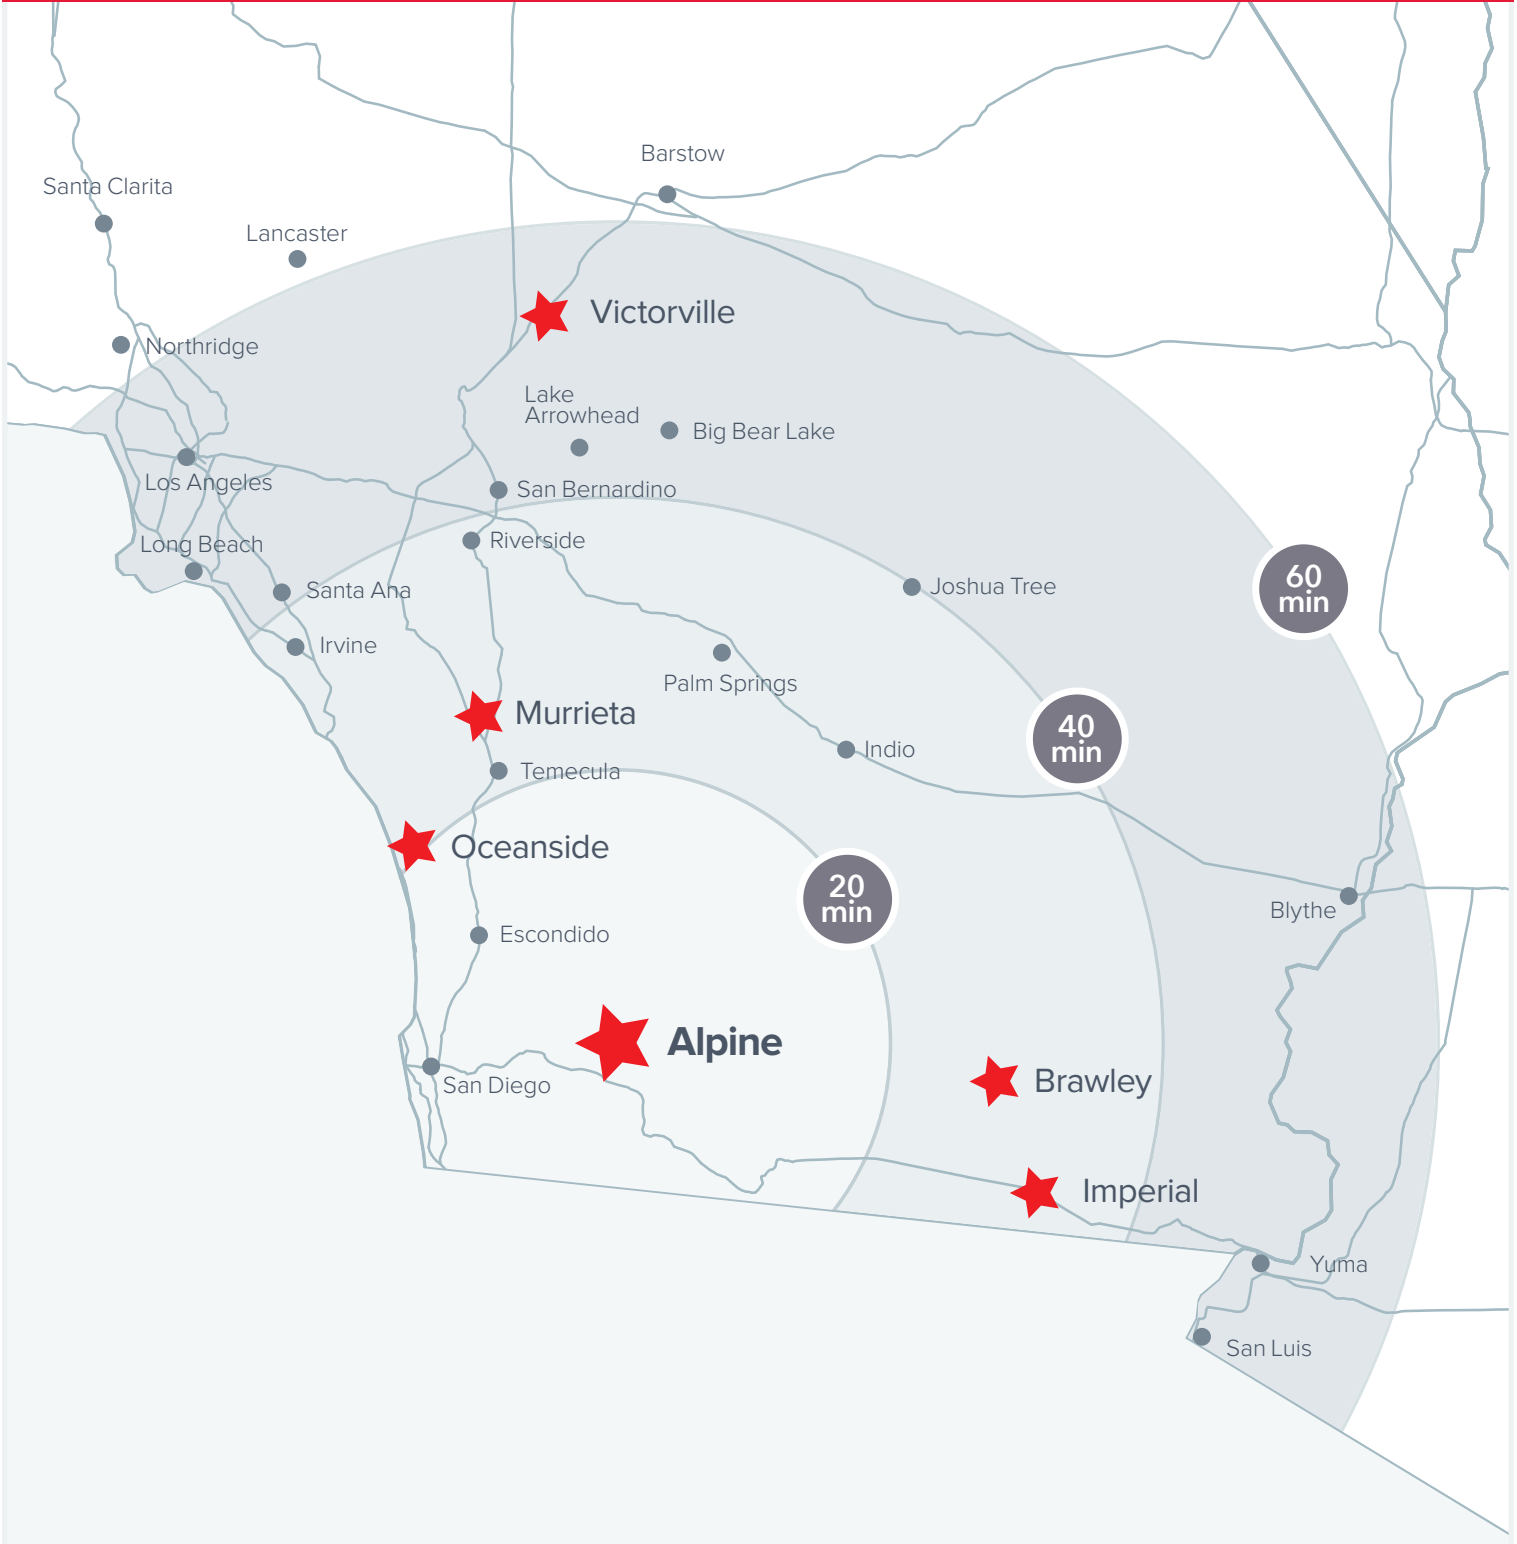 Barstow
Santa Clarita
Lancaster
Victorville
Northridge
Lake
Arrowhead
Big Bear Lake
Los Angeles
San Bernardino
Riverside
Long Beach
60
min
Joshua Tree
Santa Ana
Irvine
Palm Springs
Murrieta
40
min
Indio
Temecula
Oceanside
20
min
Blythe
Escondido
Alpine
San Diego
Brawley
Imperial
Yuma
San Luis